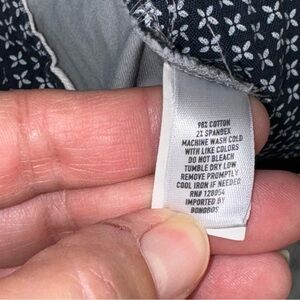 98% COTTON
2% SPANDEX
MACHINE WASH COLD
WITH LIKE COLORS
DO NOT BLEACH
TUMBLE DRY LOW
REMOVE PROMPTLY
COOL IRON IF NEEDED
RN# 128054
IMPORTED BY
BONOBOS